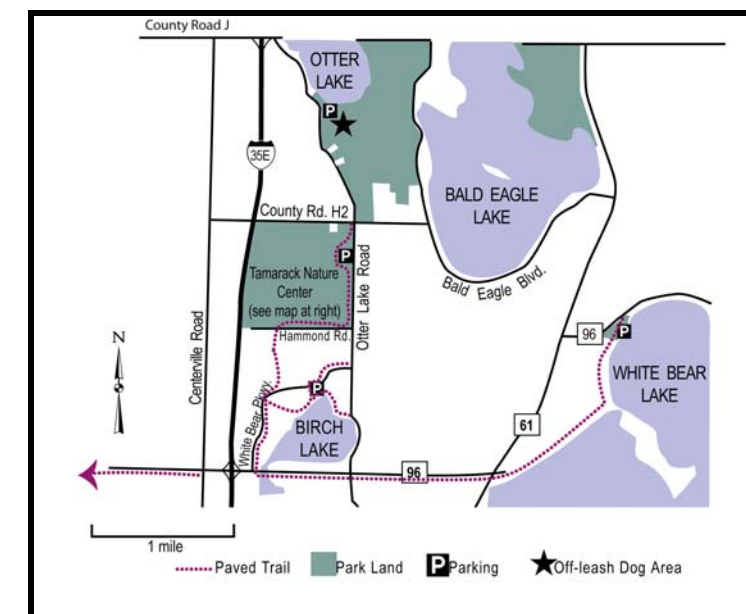 County Road J
OTTER
LAKE
P
35E
BALD EAGLE
LAKE
County Rd. H2
P
Tamarack Nature
Center
(see map at right)
Otter Lake Road
Bald Eagle Blvd.
Hammond Rd.
Centerville Road
N
96
P
WHITE BEAR
LAKE
White Bear Pkwy.
P
BIRCH
LAKE
61
96
1 mile
Paved Trail
Park Land
P Parking
Off-leash Dog Area